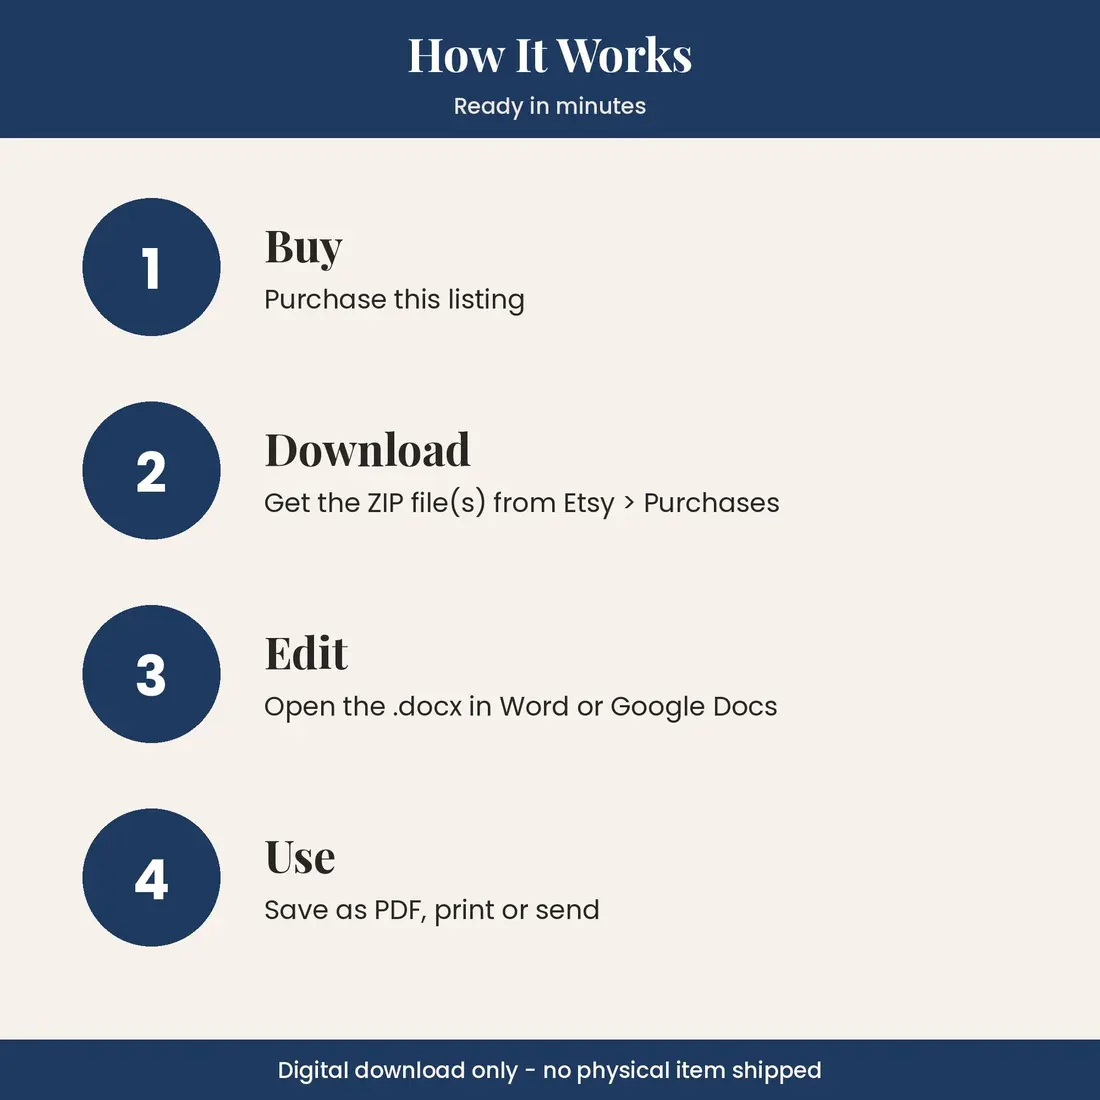 How It Works
Ready in minutes
1
Buy
Purchase this listing
2
Download
Get the ZIP file(s) from Etsy > Purchases
3
Edit
Open the .docx in Word or Google Docs
4
Use
Save as PDF, print or send
Digital download only - no physical item shipped